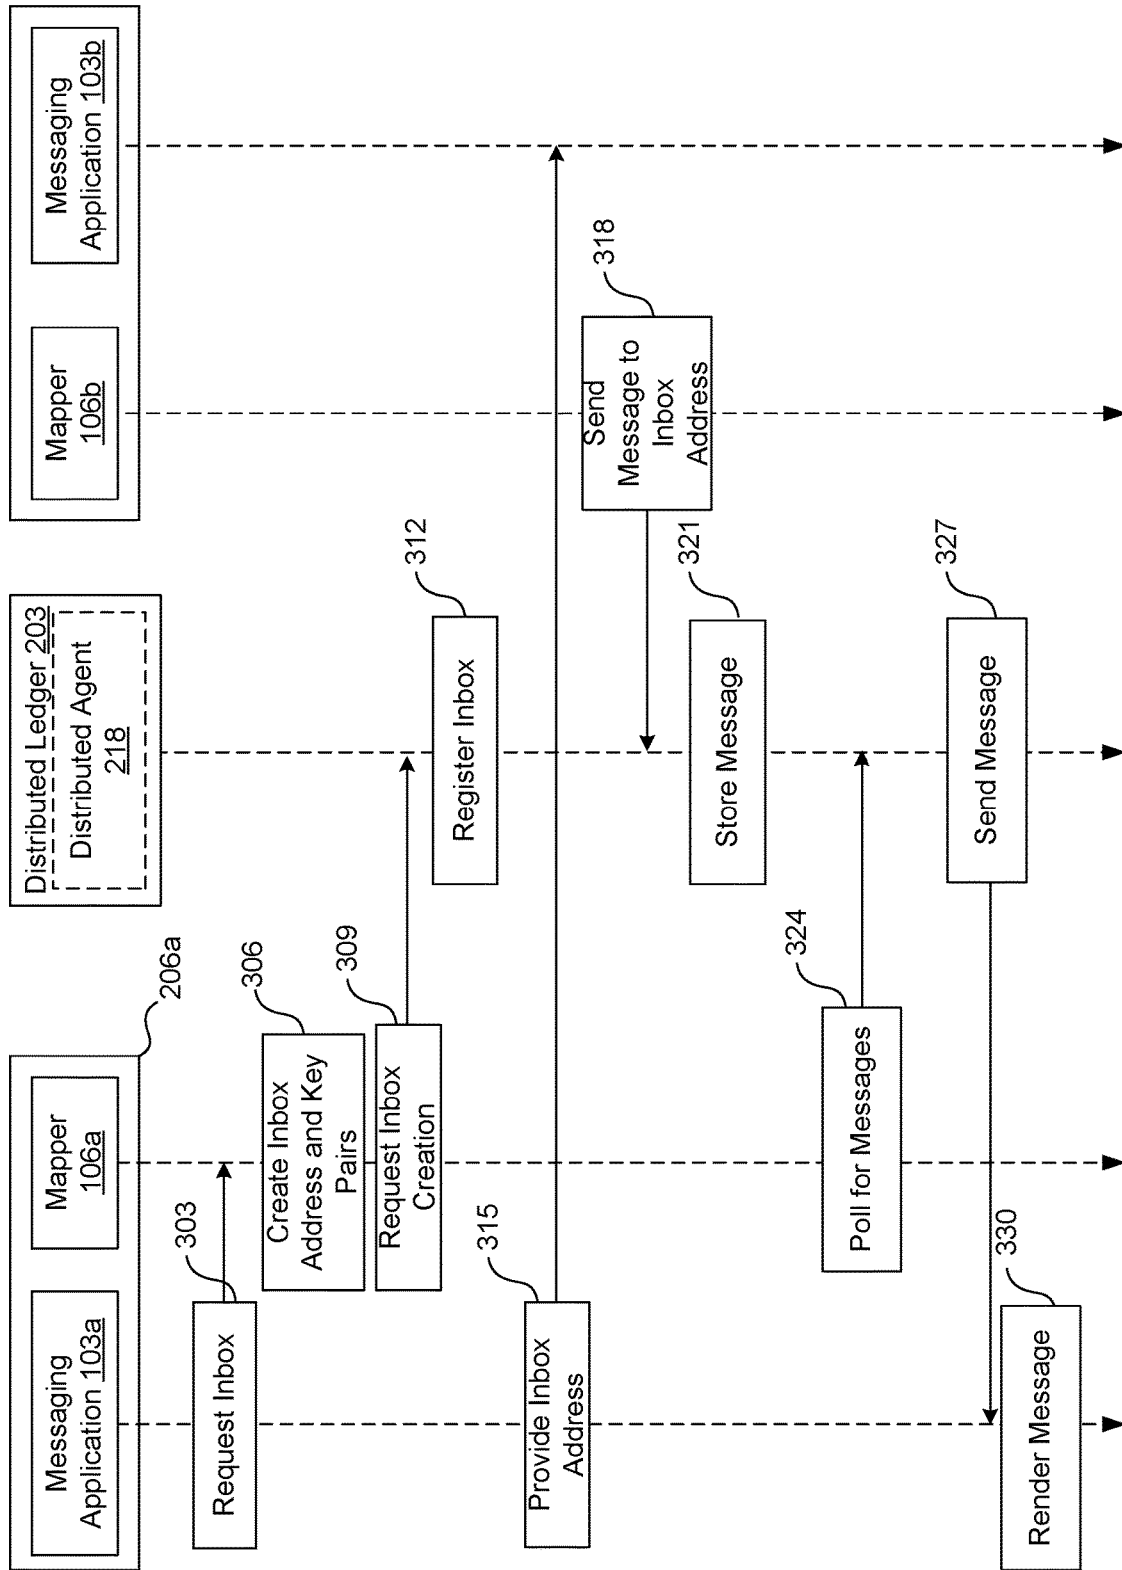 Messaging
Application 103a
Mapper
106a
206a
Distributed Ledger 203
Distributed Agent
218
Mapper
106b
Messaging
Application 103b
303
Request Inbox
306
Create Inbox
Address and Key
Pairs
309
Request Inbox
Creation
312
Register Inbox
315
Provide Inbox
Address
318
Send
Message to
Inbox
Address
321
Store Message
324
Poll for Messages
327
Send Message
330
Render Message